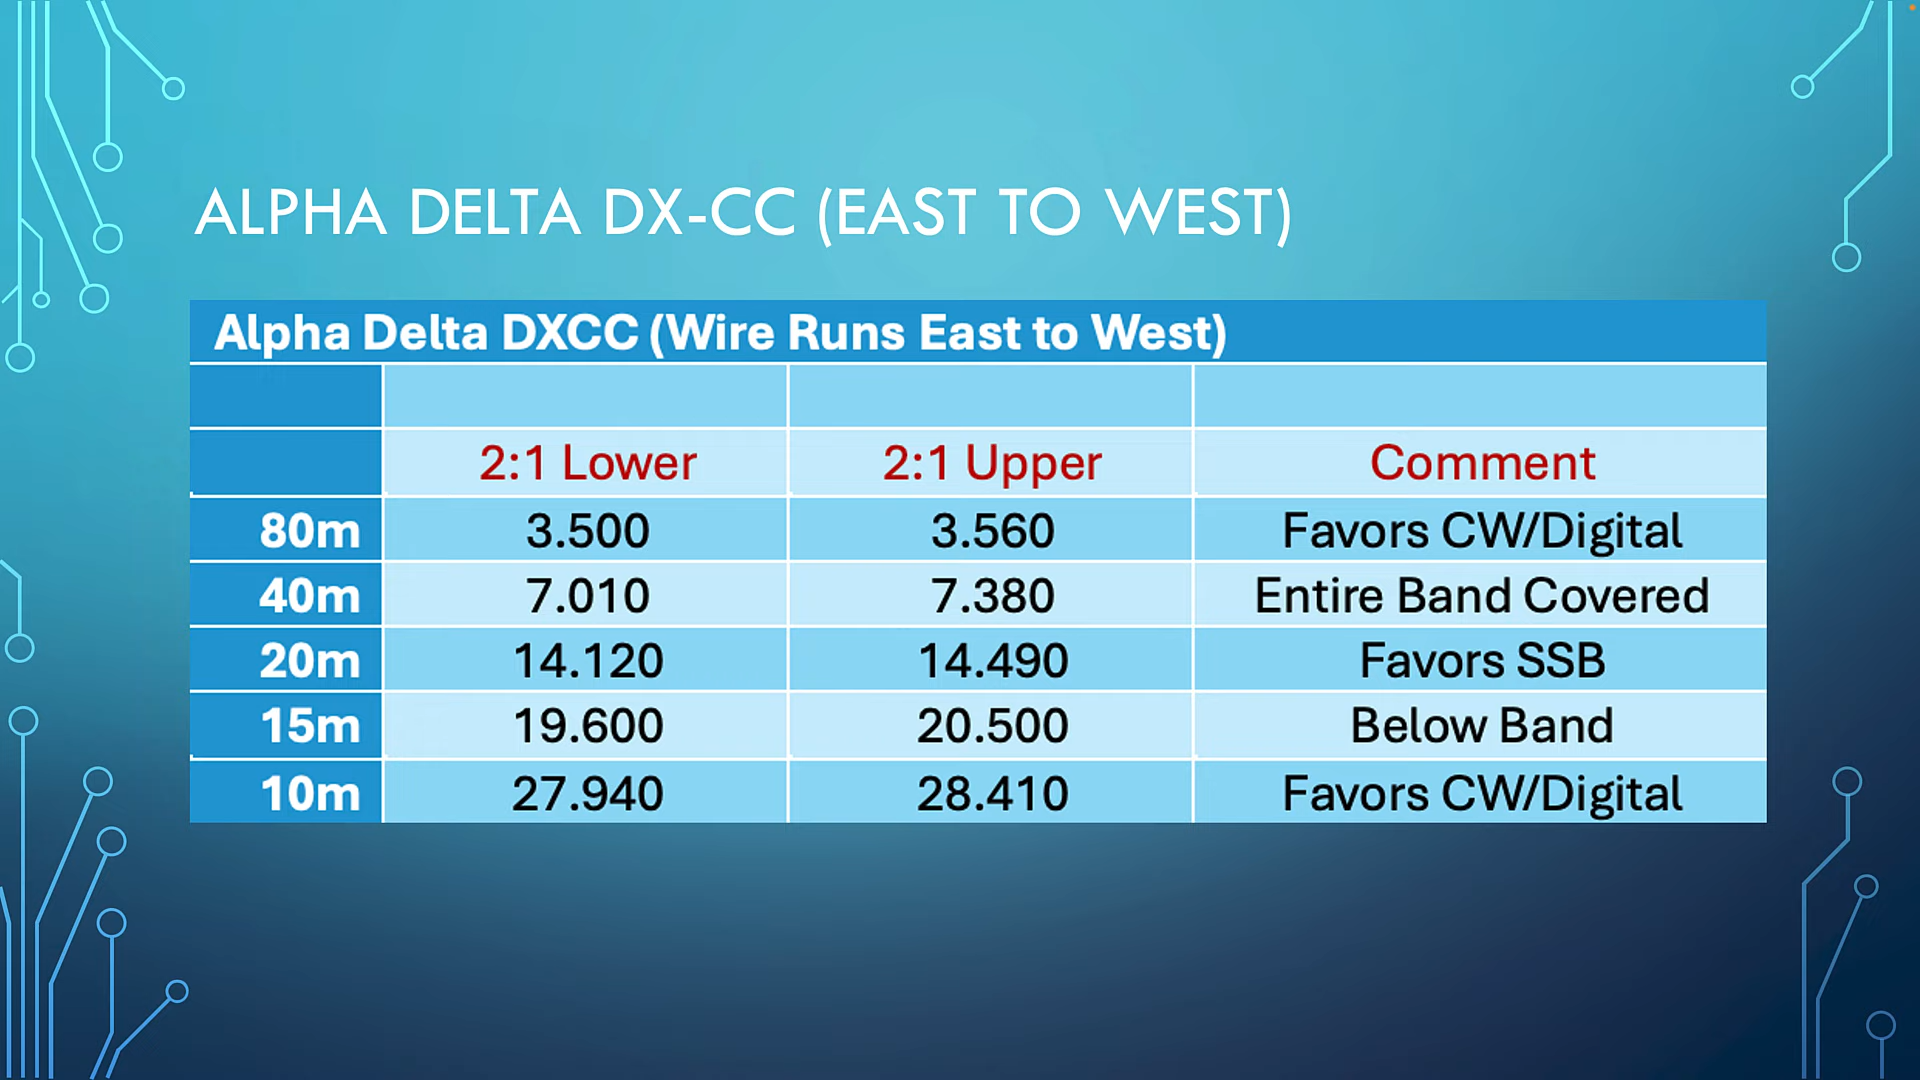 ALPHA DELTA DX-CC (EAST TO WEST)
Alpha Delta DXCC (Wire Runs East to West)
2:1 Lower 2:1 Upper Comment
80m 3.500 3.560 Favors CW/Digital
40m 7.010 7.380 Entire Band Covered
20m 14.120 14.490 Favors SSB
15m 19.600 20.500 Below Band
10m 27.940 28.410 Favors CW/Digital